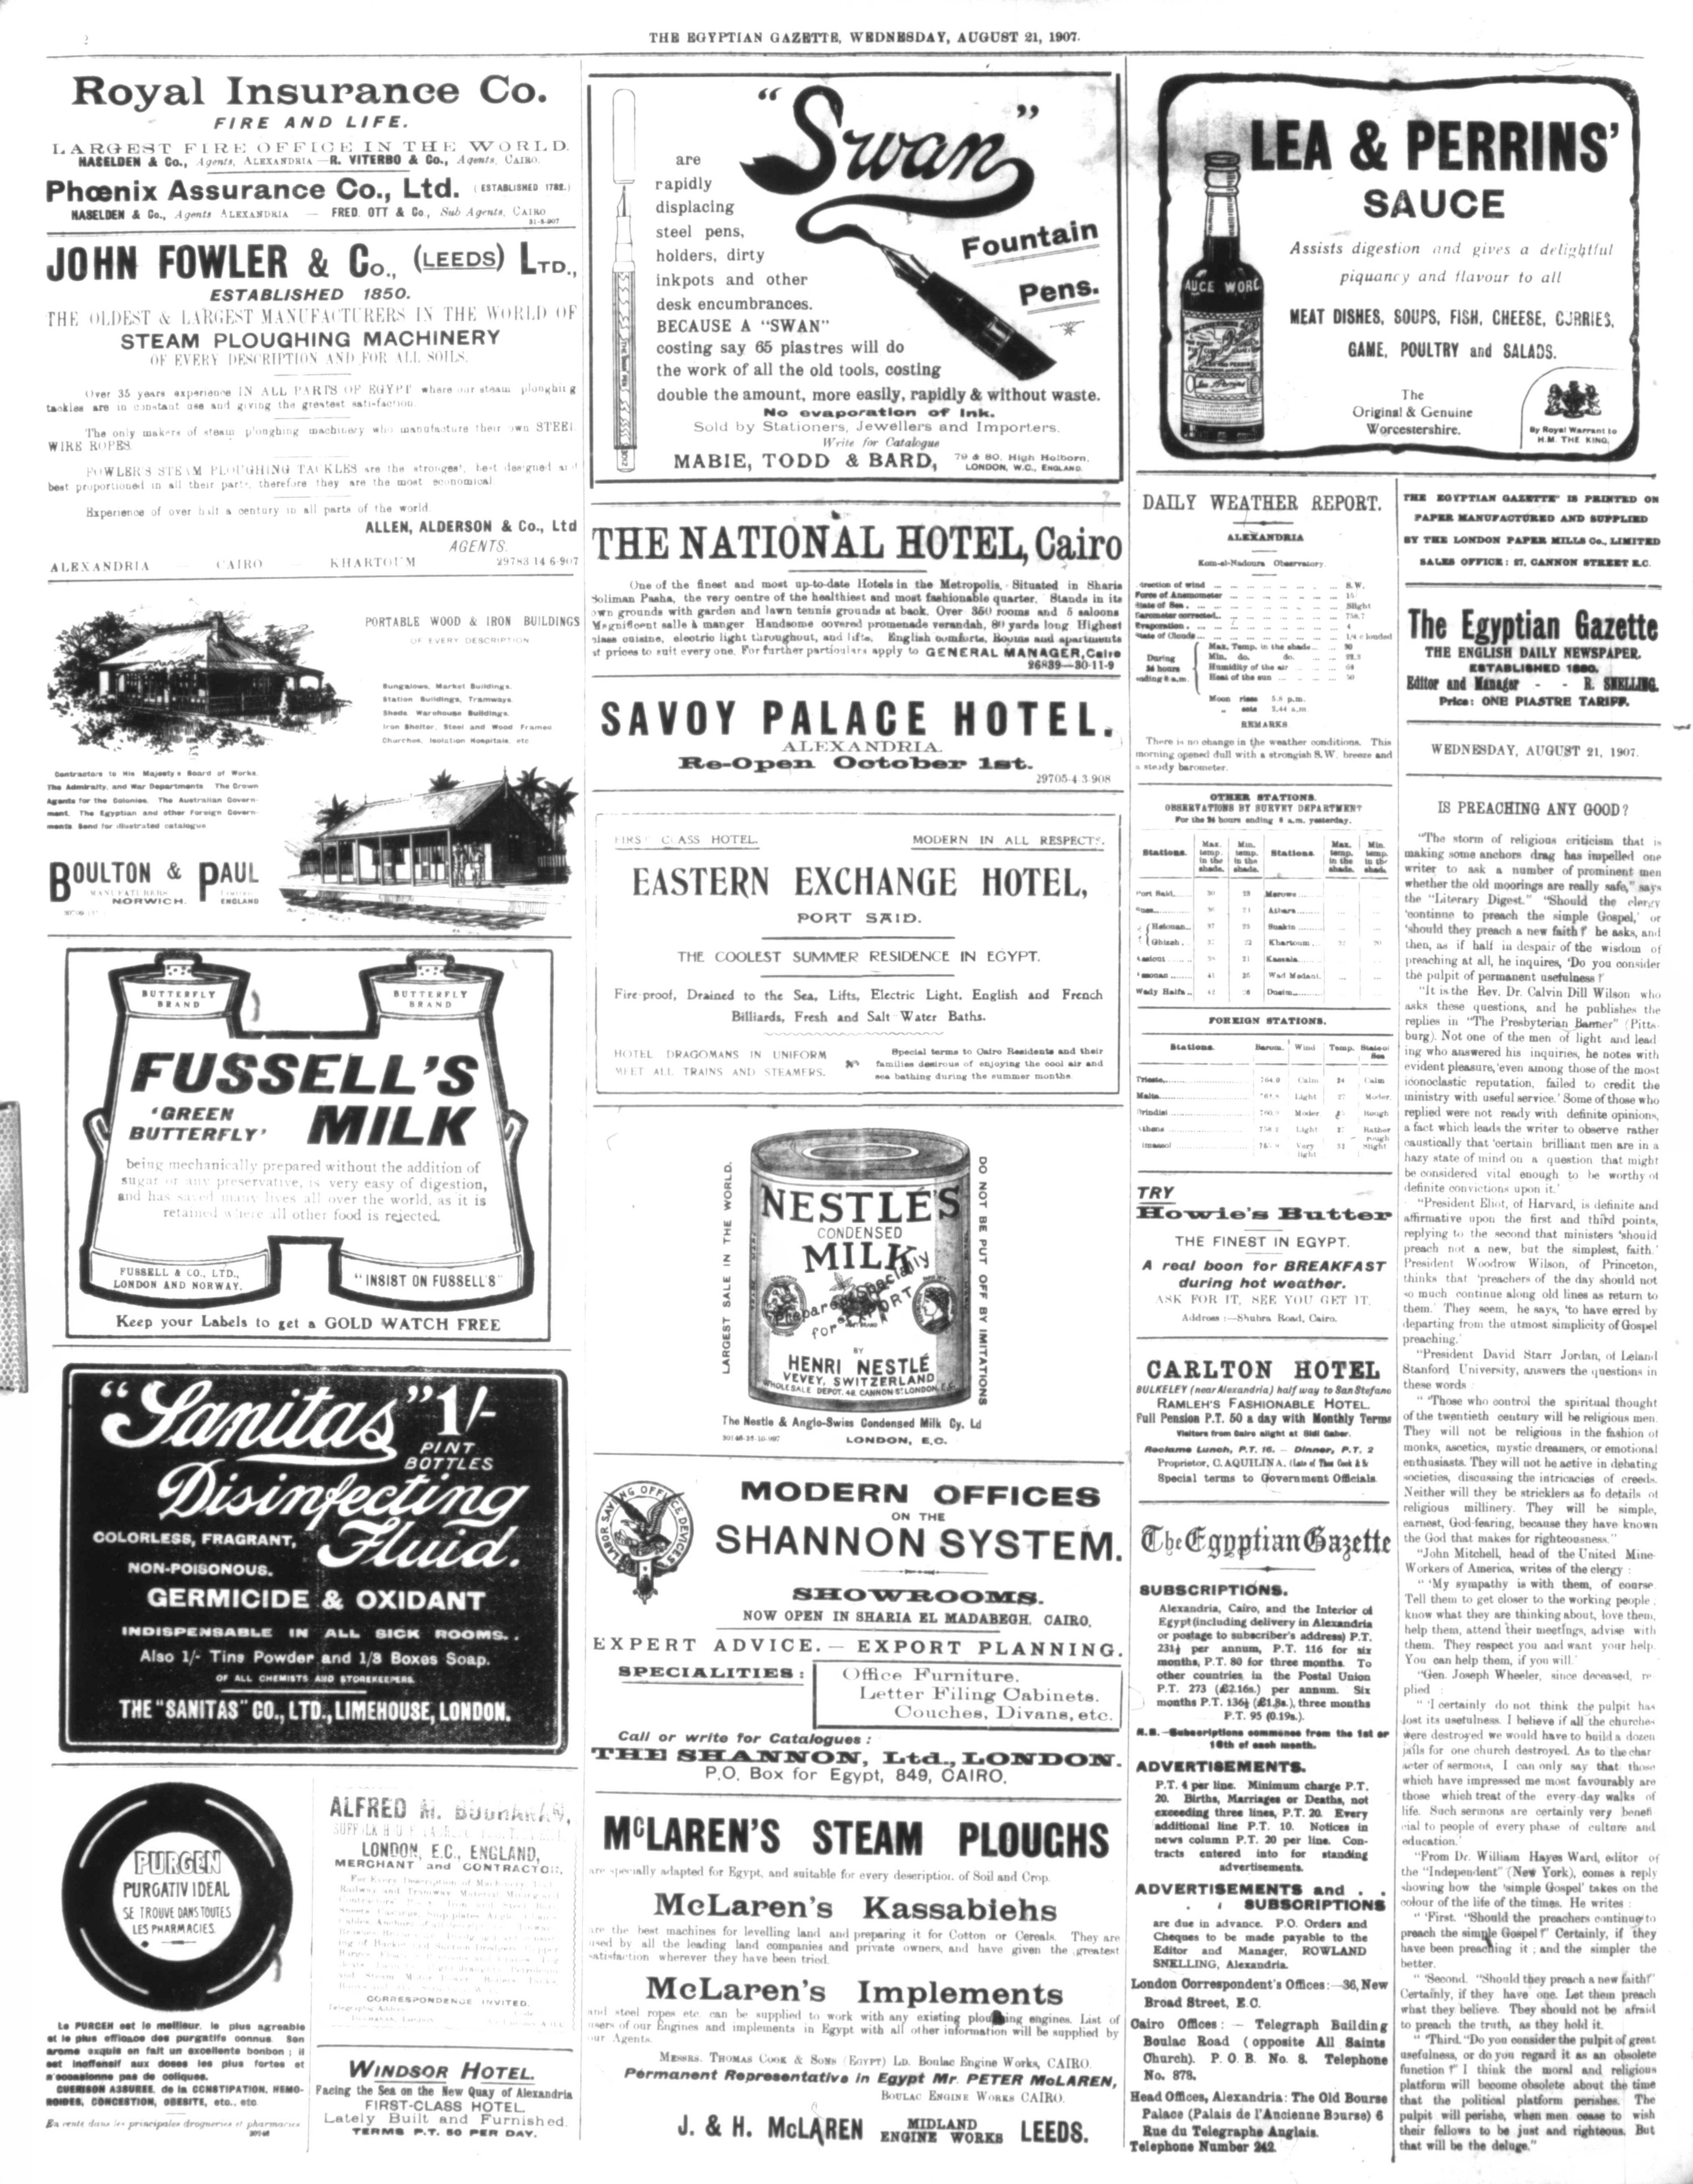 2
THE EGYPTIAN GAZETTE, WEDNESDAY, AUGUST 21, 1907.
Royal Insurance Co.
FIRE AND LIFE.
LARGEST FIRE OFFICE IN THE WORLD.
HASELDEN & Co., Agents, ALEXANDRIA — R. VITERBO & Co., Agents, CAIRO.
Phœnix Assurance Co., Ltd. (ESTABLISHED 1782.)
HASELDEN & Co., Agents ALEXANDRIA — FRED. OTT & Co., Sub Agents, CAIRO
31-8-907
JOHN FOWLER & Co., (LEEDS) LTD.,
ESTABLISHED 1850.
THE OLDEST & LARGEST MANUFACTURERS IN THE WORLD OF
STEAM PLOUGHING MACHINERY
OF EVERY DESCRIPTION AND FOR ALL SOILS.
Over 35 years experience IN ALL PARTS OF EGYPT where our steam ploughing
tackles are in constant use and giving the greatest satisfaction.
The only makers of steam ploughing machinery who manufacture their own STEEL
WIRE ROPES.
FOWLER'S STEAM PLOUGHING TACKLES are the strongest, best designed and
best proportioned in all their parts, therefore they are the most economical.
Experience of over half a century in all parts of the world.
ALLEN, ALDERSON & Co., Ltd
AGENTS.
ALEXANDRIA — CAIRO — KHARTOUM
29783 14 6-907
PORTABLE WOOD & IRON BUILDINGS
OF EVERY DESCRIPTION
Bungalows, Market Buildings.
Station Buildings, Tramways
Sheds Warehouse Buildings.
Iron Shelter, Steel and Wood Framed
Churches, Isolation Hospitals, etc.
Contractors to His Majesty's Board of Works.
The Admiralty, and War Departments The Crown
Agents for the Colonies. The Australian Govern-
ment. The Egyptian and other Foreign Govern-
ments Send for illustrated catalogue
BOULTON & PAUL
MANUFACTURERS
NORWICH. ENGLAND
BUTTERFLY
BRAND
BUTTERFLY
BRAND
FUSSELL'S
'GREEN
BUTTERFLY'
MILK
being mechanically prepared without the addition of
sugar or any preservative, is very easy of digestion,
and has saved many lives all over the world, as it is
retained where all other food is rejected.
FUSSELL & CO., LTD.,
LONDON AND NORWAY.
"INSIST ON FUSSELL'S"
Keep your Labels to get a GOLD WATCH FREE
"Sanitas" 1/-
PINT
BOTTLES
Disinfecting
Fluid.
COLORLESS, FRAGRANT,
NON-POISONOUS.
GERMICIDE & OXIDANT
INDISPENSABLE IN ALL SICK ROOMS.
Also 1/- Tins Powder and 1/3 Boxes Soap.
OF ALL CHEMISTS AND STOREKEEPERS.
THE "SANITAS" CO., LTD., LIMEHOUSE, LONDON.
PURGEN
PURGATIV IDEAL
SE TROUVE DANS TOUTES
LES PHARMACIES.
Le PURGEN est le meilleur, le plus agreable
et le plus efficace des purgatifs connus. Son
arome exquis en fait un excellente bonbon; il
est inoffensif aux doses les plus fortes et
n'occasionne pas de coliques.
GUERISON ASSUREE. de la CONSTIPATION, HEMO-
ROIDES, CONGESTION, OBESITE, etc., etc
En vente dans les principales drogueries et pharmacies
ALFRED M.
LONDON, E.C., ENGLAND,
MERCHANT and CONTRACTOR,
CORRESPONDENCE INVITED.
WINDSOR HOTEL.
Facing the Sea on the New Quay of Alexandria
FIRST-CLASS HOTEL
Lately Built and Furnished.
TERMS P.T. 50 PER DAY.
"Swan"
Fountain
Pens.
are
rapidly
displacing
steel pens,
holders, dirty
inkpots and other
desk encumbrances.
BECAUSE A "SWAN"
costing say 65 piastres will do
the work of all the old tools, costing
double the amount, more easily, rapidly & without waste.
No evaporation of Ink.
Sold by Stationers, Jewellers and Importers.
Write for Catalogue
MABIE, TODD & BARD, 79 & 80, High Holborn,
LONDON, W.C., ENGLAND.
THE NATIONAL HOTEL, Cairo
One of the finest and most up-to-date Hotels in the Metropolis. Situated in Sharia
Soliman Pasha, the very centre of the healthiest and most fashionable quarter. Stands in its
own grounds with garden and lawn tennis grounds at back. Over 350 rooms and 5 saloons
Magnificent salle à manger Handsome covered promenade verandah, 80 yards long Highest
class cuisine, electric light throughout, and lifts. English comforts, Rooms and apartments
at prices to suit every one. For further particulars apply to GENERAL MANAGER, Cairo
26839—30-11-9
SAVOY PALACE HOTEL.
ALEXANDRIA.
Re-Open October 1st.
29705-4-3-908
FIRST CLASS HOTEL. MODERN IN ALL RESPECTS.
EASTERN EXCHANGE HOTEL,
PORT SAID.
THE COOLEST SUMMER RESIDENCE IN EGYPT.
Fire-proof, Drained to the Sea, Lifts, Electric Light, English and French
Billiards, Fresh and Salt Water Baths.
HOTEL DRAGOMANS IN UNIFORM
MEET ALL TRAINS AND STEAMERS.
Special terms to Cairo Residents and their
families desirous of enjoying the cool air and
sea bathing during the summer months.
LARGEST SALE IN THE WORLD.
NESTLÉ'S
CONDENSED
MILK
Prepared Specially
for EXPORT
BY
HENRI NESTLÉ
VEVEY, SWITZERLAND
WHOLESALE DEPOT. 48, CANNON ST. LONDON, E.C.
DO NOT BE PUT OFF BY IMITATIONS
The Nestle & Anglo-Swiss Condensed Milk Cy. Ld
LONDON, E.C.
LABOR SAVING OFFICE DEVICES
MODERN OFFICES
ON THE
SHANNON SYSTEM.
SHOWROOMS.
NOW OPEN IN SHARIA EL MADABEGH, CAIRO.
EXPERT ADVICE. — EXPORT PLANNING.
SPECIALITIES:
Office Furniture.
Letter Filing Cabinets.
Couches, Divans, etc.
Call or write for Catalogues:
THE SHANNON, Ltd., LONDON.
P.O. Box for Egypt, 849, CAIRO.
McLAREN'S STEAM PLOUGHS
are specially adapted for Egypt, and suitable for every description of Soil and Crop.
McLaren's Kassabiehs
are the best machines for levelling land and preparing it for Cotton or Cereals. They are
used by all the leading land companies and private owners, and have given the greatest
satisfaction wherever they have been tried.
McLaren's Implements
and steel ropes etc. can be supplied to work with any existing ploughing engines. List of
users of our Engines and implements in Egypt with all other information will be supplied by
our Agents.
MESSRS. THOMAS COOK & SONS (EGYPT) LD. Boulac Engine Works, CAIRO.
Permanent Representative in Egypt Mr. PETER McLAREN,
BOULAC ENGINE WORKS CAIRO.
J. & H. McLAREN MIDLAND
ENGINE WORKS LEEDS.
LEA & PERRINS'
SAUCE
Assists digestion and gives a delightful
piquancy and flavour to all
MEAT DISHES, SOUPS, FISH, CHEESE, CURRIES,
GAME, POULTRY and SALADS.
The
Original & Genuine
Worcestershire.
By Royal Warrant to
H.M. THE KING.
DAILY WEATHER REPORT.
ALEXANDRIA
Kom-el-Nadoura Observatory.
Direction of wind S.W.
Force of Anemometer 15
State of Sea Slight
Barometer corrected 758.7
Evaporation 4
State of Clouds 1/4 clouded
During
24 hours
ending 8 a.m.
Max. Temp. in the shade 30
Min. do. do. 22.3
Humidity of the air 64
Heat of the sun 50
Moon rises 5.8 p.m.
" sets 2.44 a.m
REMARKS
There is no change in the weather conditions. This
morning opened dull with a strongish S.W. breeze and
a steady barometer.
OTHER STATIONS.
OBSERVATIONS BY SURVEY DEPARTMENT
For the 24 hours ending 8 a.m. yesterday.
Stations. Max. temp. in the shade. Min. temp. in the shade. Stations Max. temp. in the shade. Min. temp. in the shade.
Port Said. 30 23 Merowe
Suez 36 21 Atbara
Helouan 37 23 Suakin
Ghizeh 22 Khartoum
Assiout 21 Kassala
Assouan 41 26 Wad Medani.
Wady Halfa 42 Dueim
FOREIGN STATIONS.
Stations. Barom. Wind Temp. State of Sea
Trieste 764.0 Calm 24 Calm
Malta Light 27 Moder.
Brindisi 760. Moder Rough
Athens 758 Light Rather rough
Limassol Very light Slight
TRY
Howie's Butter
THE FINEST IN EGYPT.
A real boon for BREAKFAST
during hot weather.
ASK FOR IT, SEE YOU GET IT.
Address:—Shubra Road, Cairo.
CARLTON HOTEL
BULKELEY (near Alexandria) half way to San Stefano
RAMLEH'S FASHIONABLE HOTEL.
Full Pension P.T. 50 a day with Monthly Terms
Visitors from Cairo alight at Sidi Gaber.
Reclame Lunch, P.T. 16. — Dinner, P.T. 2
Proprietor, C. AQUILINA. (Late of Thos Cook & Sr
Special terms to Government Officials.
The Egyptian Gazette
SUBSCRIPTIONS.
Alexandria, Cairo, and the Interior of
Egypt (including delivery in Alexandria
or postage to subscriber's address) P.T.
231½ per annum, P.T. 116 for six
months, P.T. 80 for three months. To
other countries in the Postal Union
P.T. 273 (£2.16s.) per annum. Six
months P.T. 136½ (£1.8s.), three months
P.T. 95 (0.19s.).
N.B.—Subscriptions commence from the 1st or
16th of each month.
ADVERTISEMENTS.
P.T. 4 per line. Minimum charge P.T.
20. Births, Marriages or Deaths, not
exceeding three lines, P.T. 20. Every
additional line P.T. 10. Notices in
news column P.T. 20 per line. Con-
tracts entered into for standing
advertisements.
ADVERTISEMENTS and
SUBSCRIPTIONS
are due in advance. P.O. Orders and
Cheques to be made payable to the
Editor and Manager, ROWLAND
SNELLING, Alexandria.
London Correspondent's Offices:—36, New
Broad Street, E.C.
Cairo Offices: — Telegraph Building
Boulac Road (opposite All Saints
Church). P. O. B. No. 8. Telephone
No. 878.
Head Offices, Alexandria: The Old Bourse
Palace (Palais de l'Ancienne Bourse) 6
Rue du Telegraphe Anglais.
Telephone Number 242.
THE EGYPTIAN GAZETTE" IS PRINTED ON
PAPER MANUFACTURED AND SUPPLIED
BY THE LONDON PAPER MILLS Co., LIMITED
SALES OFFICE: 27, CANNON STREET E.C.
The Egyptian Gazette
THE ENGLISH DAILY NEWSPAPER.
ESTABLISHED 1880.
Editor and Manager - - R. SNELLING.
Price: ONE PIASTRE TARIFF.
WEDNESDAY, AUGUST 21, 1907.
IS PREACHING ANY GOOD?
"The storm of religious criticism that is
making some anchors drag has impelled one
writer to ask a number of prominent men
whether the old moorings are really safe," says
the "Literary Digest." "Should the clergy
'continue to preach the simple Gospel,' or
'should they preach a new faith?' he asks, and
then, as if half in despair of the wisdom of
preaching at all, he inquires, 'Do you consider
the pulpit of permanent usefulness?'
"It is the Rev. Dr. Calvin Dill Wilson who
asks these questions, and he publishes the
replies in "The Presbyterian Banner" (Pitts-
burg). Not one of the men of light and lead
ing who answered his inquiries, he notes with
evident pleasure, 'even among those of the most
iconoclastic reputation, failed to credit the
ministry with useful service.' Some of those who
replied were not ready with definite opinions,
a fact which leads the writer to observe rather
caustically that 'certain brilliant men are in a
hazy state of mind on a question that might
be considered vital enough to be worthy of
definite convictions upon it.'
"President Eliot, of Harvard, is definite and
affirmative upon the first and third points,
replying to the second that ministers 'should
preach not a new, but the simplest, faith.'
President Woodrow Wilson, of Princeton,
thinks that 'preachers of the day should not
so much continue along old lines as return to
them.' They seem, he says, 'to have erred by
departing from the utmost simplicity of Gospel
preaching.'
"President David Starr Jordan, of Leland
Stanford University, answers the questions in
these words:
" 'Those who control the spiritual thought
of the twentieth century will be religious men.
They will not be religious in the fashion of
monks, ascetics, mystic dreamers, or emotional
enthusiasts. They will not be active in debating
societies, discussing the intricacies of creeds.
Neither will they be stricklers as to details of
religious millinery. They will be simple,
earnest, God-fearing, because they have known
the God that makes for righteousness."
"John Mitchell, head of the United Mine
Workers of America, writes of the clergy:
" 'My sympathy is with them, of course.
Tell them to get closer to the working people,
know what they are thinking about, love them,
help them, attend their meetings, advise with
them. They respect you and want your help.
You can help them, if you will.'
"Gen. Joseph Wheeler, since deceased, re-
plied:
" 'I certainly do not think the pulpit has
lost its usefulness. I believe if all the churches
were destroyed we would have to build a dozen
jails for one church destroyed. As to the char
acter of sermons, I can only say that those
which have impressed me most favourably are
those which treat of the every-day walks of
life. Such sermons are certainly very benefi
cial to people of every phase of culture and
education.'
"From Dr. William Hayes Ward, editor of
the "Independent" (New York), comes a reply
showing how the 'simple Gospel' takes on the
colour of the life of the times. He writes:
" 'First. "Should the preachers continue to
preach the simple Gospel?" Certainly, if they
have been preaching it; and the simpler the
better.
" 'Second. "Should they preach a new faith?"
Certainly, if they have one. Let them preach
what they believe. They should not be afraid
to preach the truth, as they hold it.
" 'Third. "Do you consider the pulpit of great
usefulness, or do you regard it as an obsolete
function?" I think the moral and religious
platform will become obsolete about the time
that the political platform perishes. The
pulpit will perish, when men cease to wish
their fellows to be just and righteous. But
that will be the deluge."